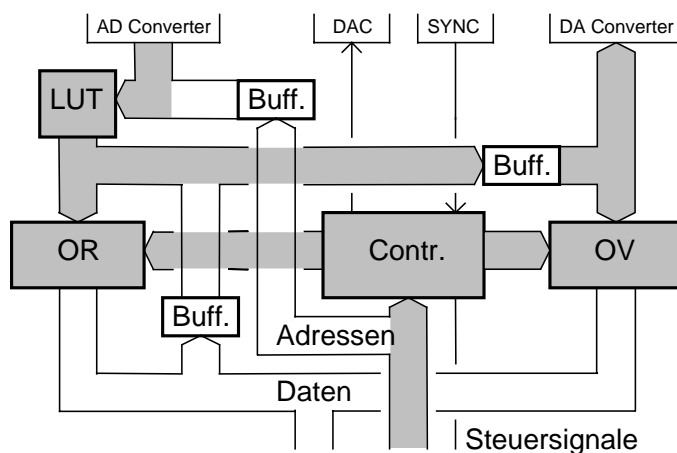 AD Converter
DAC
SYNC
DA Converter
LUT
Buff.
Buff.
OR
Contr.
OV
Buff.
Adressen
Daten
Steuersignale